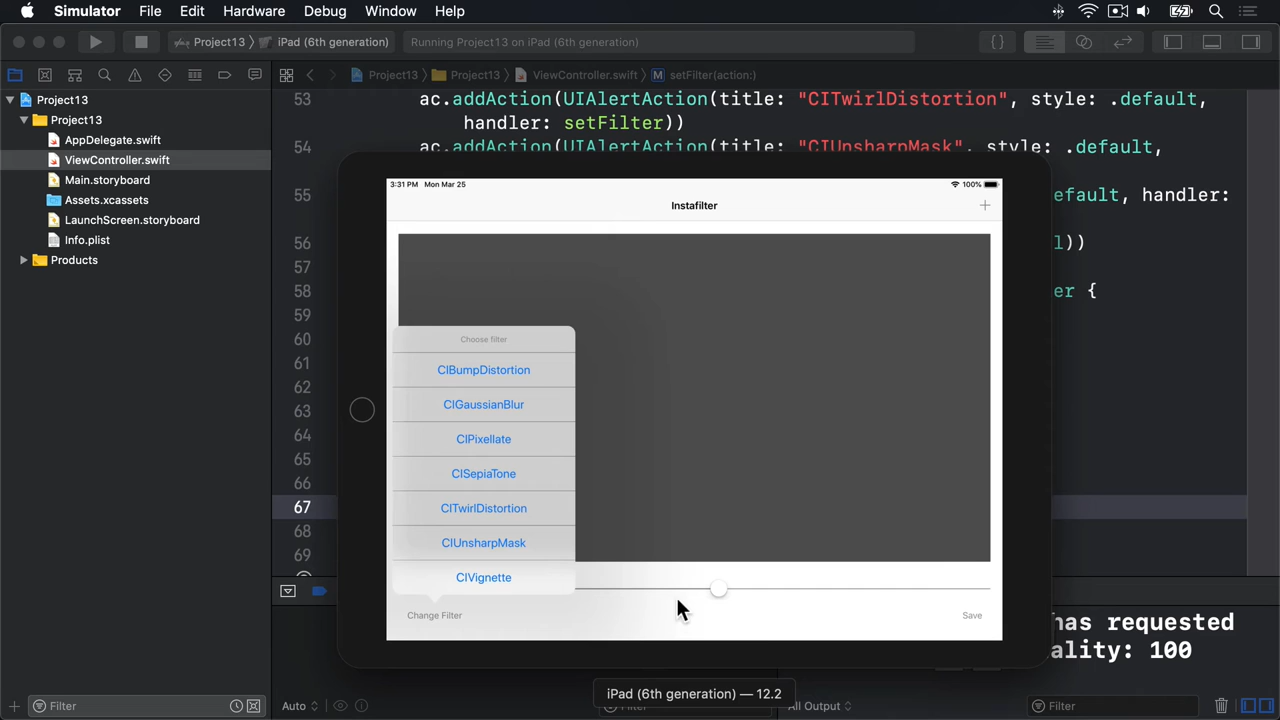 Simulator File Edit Hardware Debug Window Help
Project13 iPad (6th generation) Running Project13 on iPad (6th generation) {}
Project13 Project13 ViewController.swift M setFilter(action:)
Project13
Project13
AppDelegate.swift
ViewController.swift
Main.storyboard
Assets.xcassets
LaunchScreen.storyboard
Info.plist
Products
53 ac.addAction(UIAlertAction(title: "CITwirlDistortion", style: .default,
handler: setFilter))
54 ac.addAction(UIAlertAction(title: "CIUnsharpMask", style: .default,
55 efault, handler:
56 l))
57
58 er {
59
60
61
62
63
64
65
66
67
68
69
3:31 PM Mon Mar 25 100%
Instafilter +
Choose filter
CIBumpDistortion
CIGaussianBlur
CIPixellate
CISepiaTone
CITwirlDistortion
CIUnsharpMask
CIVignette
Change Filter Save
has requested
ality: 100
iPad (6th generation) — 12.2
Filter Auto Filter All Output Filter